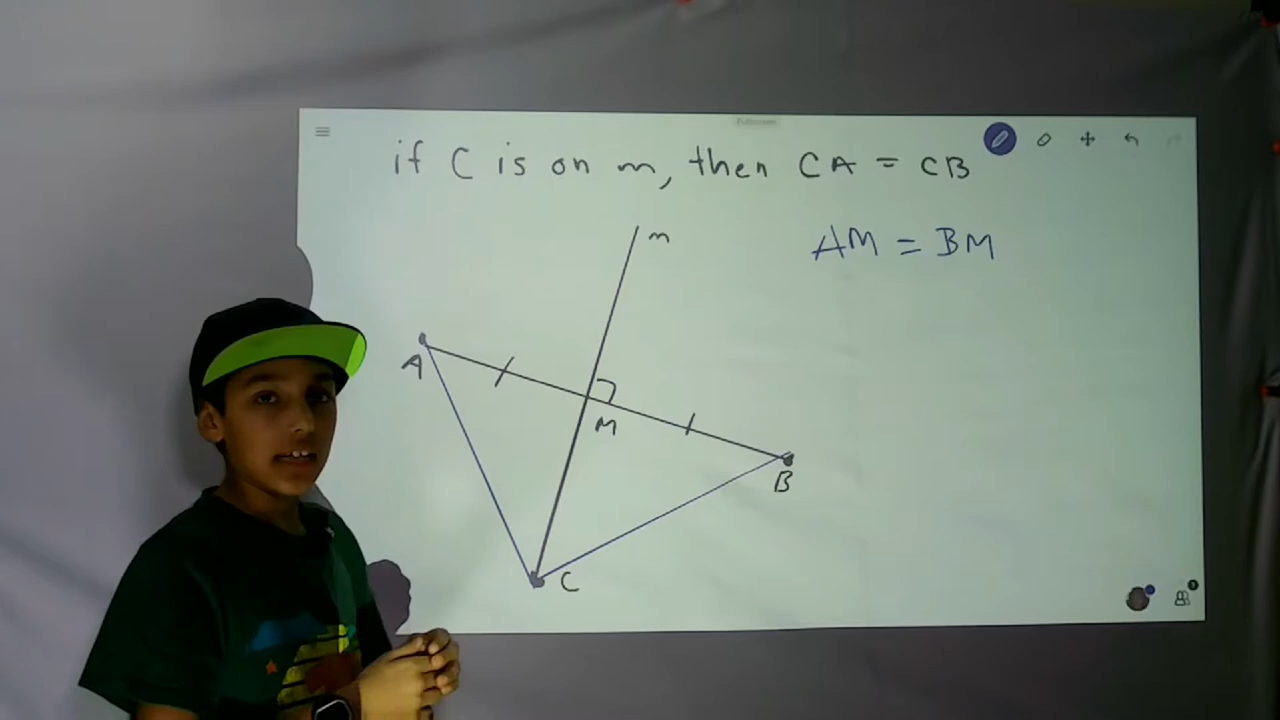 if C is on m, then CA = CB
AM = BM
m
A
M
B
C